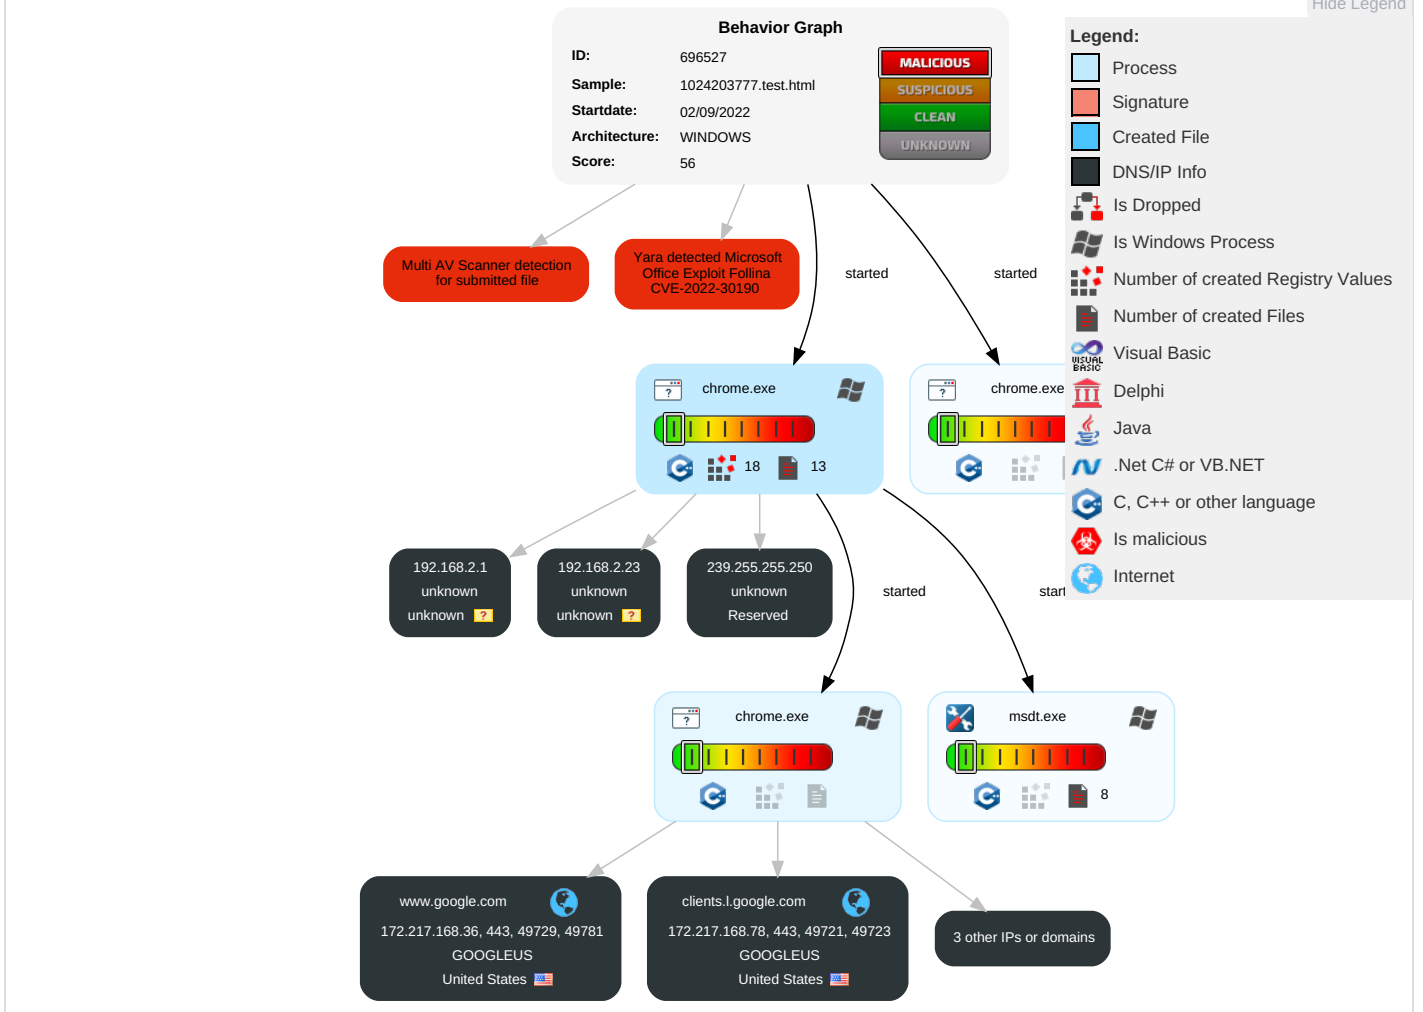 Hide Legend
Behavior Graph
ID: 696527
Sample: 1024203777.test.html
Startdate: 02/09/2022
Architecture: WINDOWS
Score: 56
MALICIOUS
SUSPICIOUS
CLEAN
UNKNOWN
Legend:
Process
Signature
Created File
DNS/IP Info
Is Dropped
Is Windows Process
Number of created Registry Values
Number of created Files
VISUAL
BASIC
Visual Basic
Delphi
Java
.Net C# or VB.NET
C, C++ or other language
Is malicious
Internet
Multi AV Scanner detection
for submitted file
Yara detected Microsoft
Office Exploit Follina
CVE-2022-30190
started
started
chrome.exe
18
13
chrome.exe
192.168.2.1
unknown
unknown
192.168.2.23
unknown
unknown
239.255.255.250
unknown
Reserved
started
start
chrome.exe
msdt.exe
8
www.google.com
172.217.168.36, 443, 49729, 49781
GOOGLEUS
United States
clients.l.google.com
172.217.168.78, 443, 49721, 49723
GOOGLEUS
United States
3 other IPs or domains